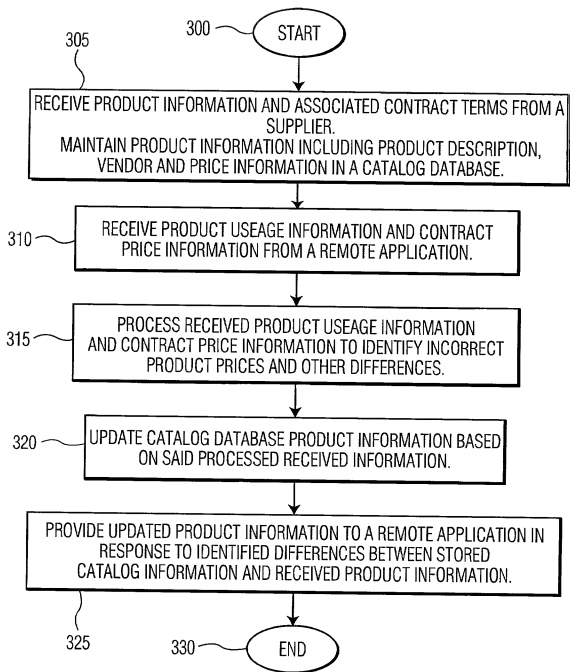 300
START
305
RECEIVE PRODUCT INFORMATION AND ASSOCIATED CONTRACT TERMS FROM A
SUPPLIER.
MAINTAIN PRODUCT INFORMATION INCLUDING PRODUCT DESCRIPTION,
VENDOR AND PRICE INFORMATION IN A CATALOG DATABASE.
310
RECEIVE PRODUCT USEAGE INFORMATION AND CONTRACT
PRICE INFORMATION FROM A REMOTE APPLICATION.
315
PROCESS RECEIVED PRODUCT USEAGE INFORMATION
AND CONTRACT PRICE INFORMATION TO IDENTIFY INCORRECT
PRODUCT PRICES AND OTHER DIFFERENCES.
320
UPDATE CATALOG DATABASE PRODUCT INFORMATION BASED
ON SAID PROCESSED RECEIVED INFORMATION.
PROVIDE UPDATED PRODUCT INFORMATION TO A REMOTE APPLICATION IN
RESPONSE TO IDENTIFIED DIFFERENCES BETWEEN STORED
CATALOG INFORMATION AND RECEIVED PRODUCT INFORMATION.
325
330
END